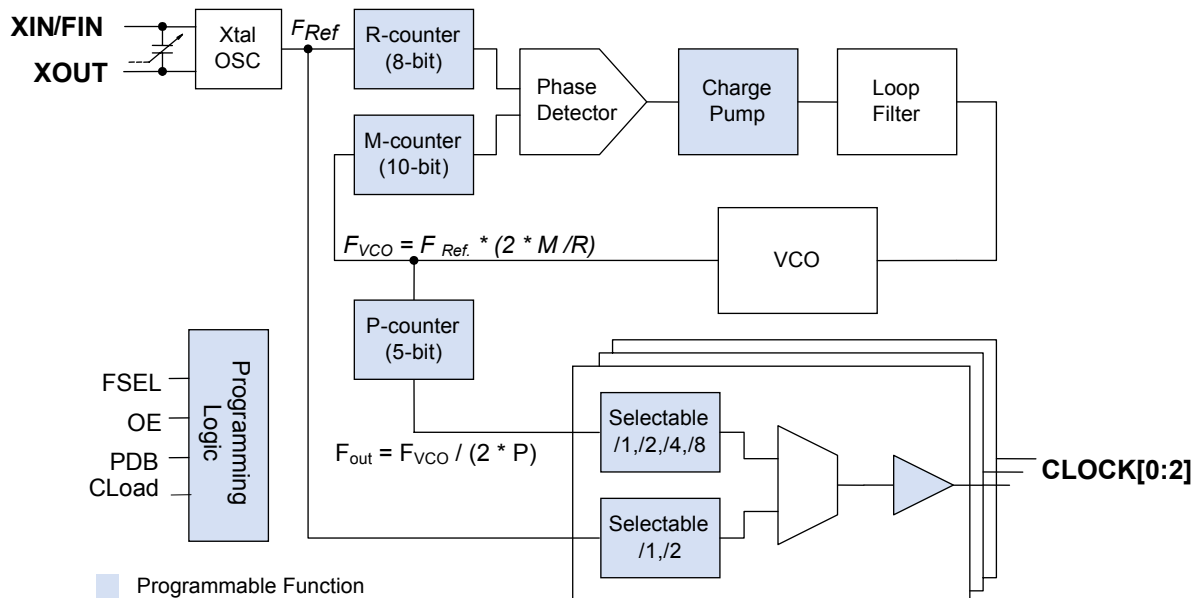 XIN/FIN
XOUT
Xtal
OSC
FRef
R-counter
(8-bit)
M-counter
(10-bit)
Phase
Detector
Charge
Pump
Loop
Filter
FVCO = F Ref. * (2 * M /R)
VCO
P-counter
(5-bit)
Fout = FVCO / (2 * P)
FSEL
OE
PDB
CLoad
Programming
Logic
Selectable
/1,/2,/4,/8
Selectable
/1,/2
CLOCK[0:2]
Programmable Function